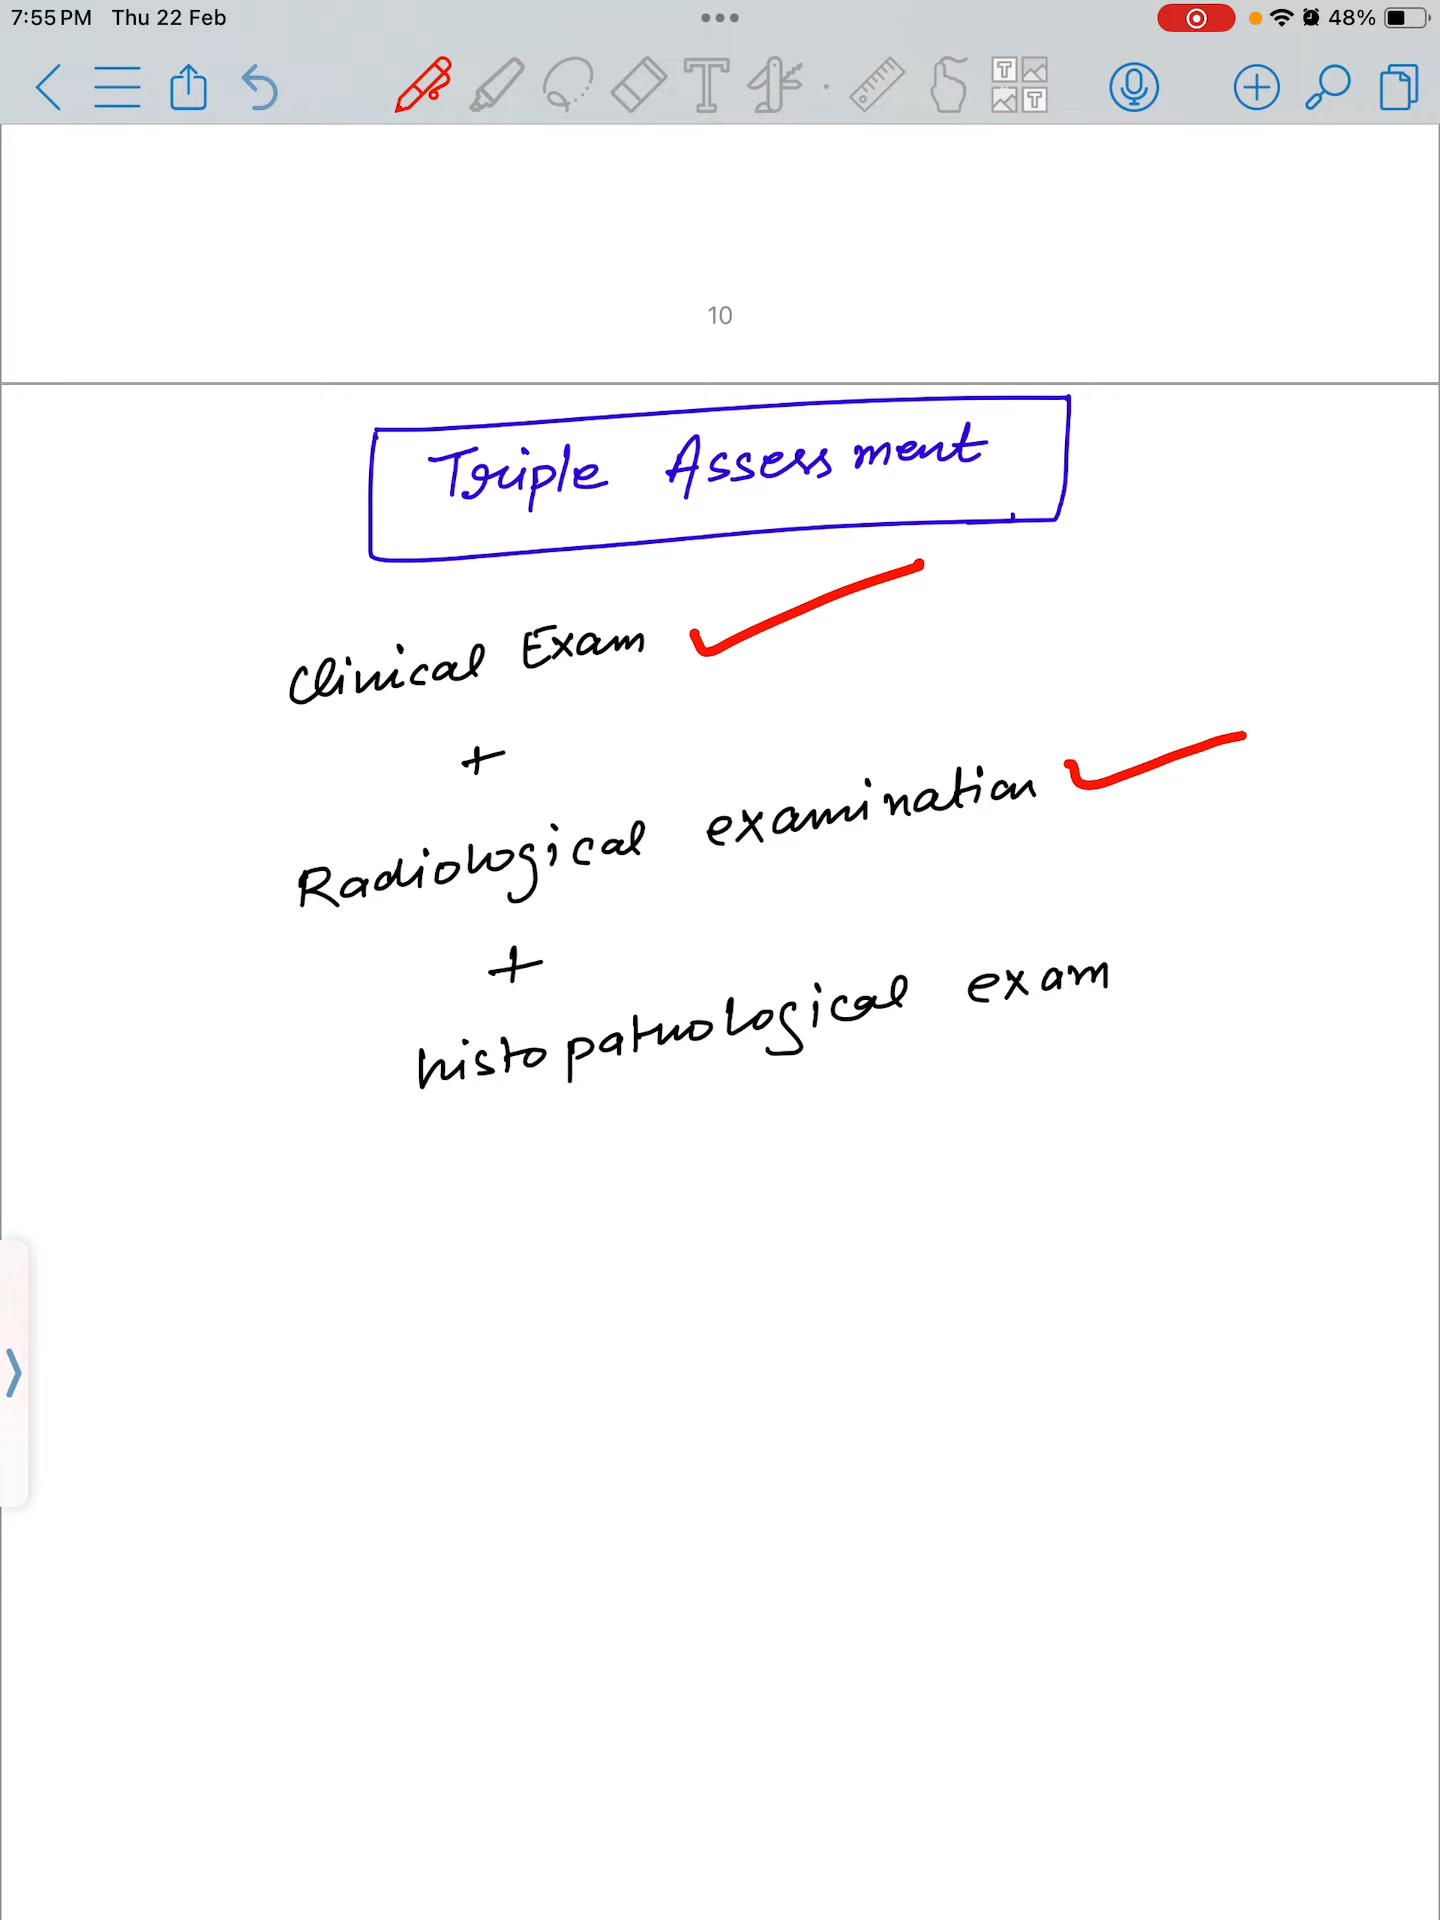 7:55 PM Thu 22 Feb 48%
10
Triple Assessment
Clinical Exam
+
Radiological examination
+
histopathological exam